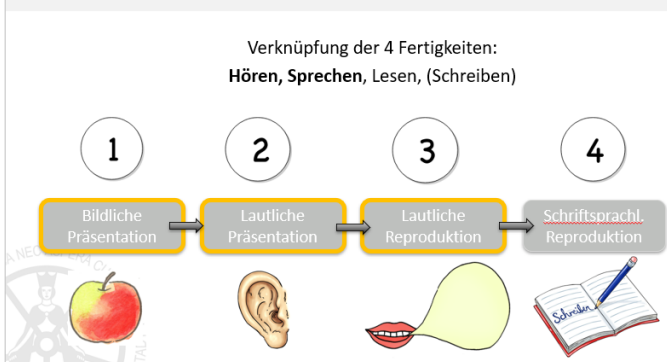 Verknüpfung der 4 Fertigkeiten:
Hören, Sprechen, Lesen, (Schreiben)
1
2
3
4
Bildliche
Präsentation
Lautliche
Präsentation
Lautliche
Reproduktion
Schriftsprachl.
Reproduktion
Schreiben